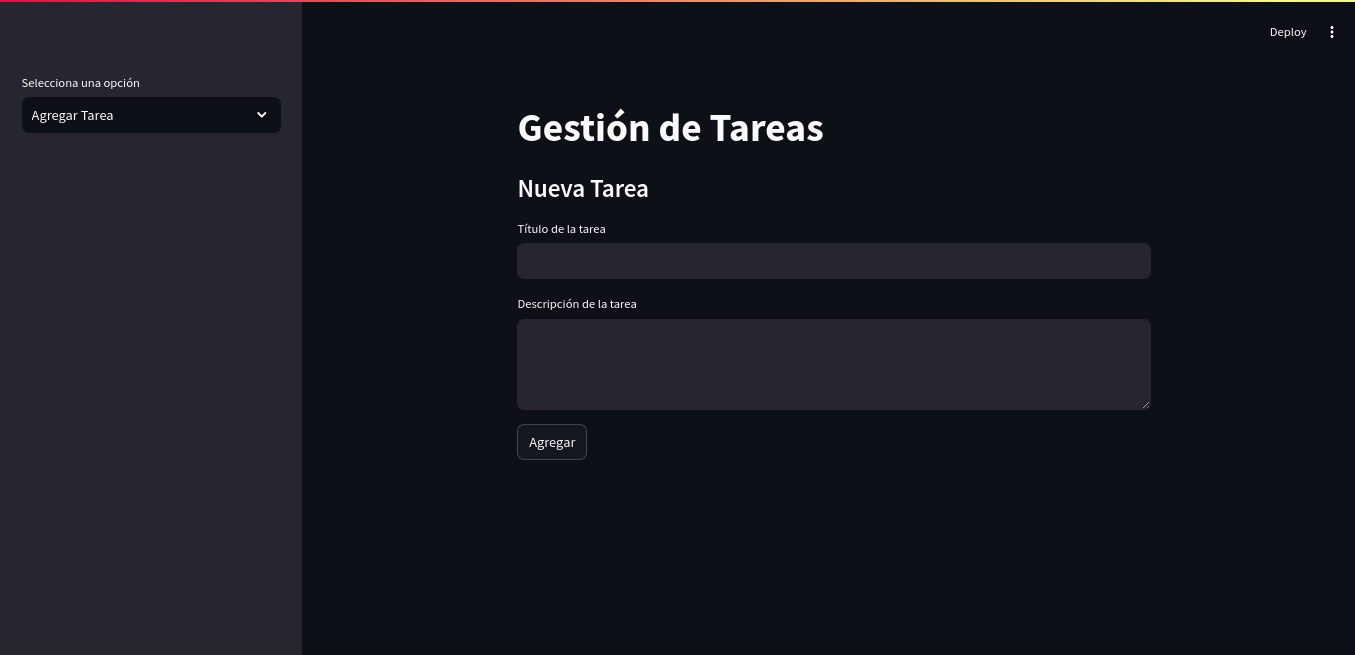 Deploy
Selecciona una opción
Agregar Tarea
Gestión de Tareas
Nueva Tarea
Título de la tarea
Descripción de la tarea
Agregar